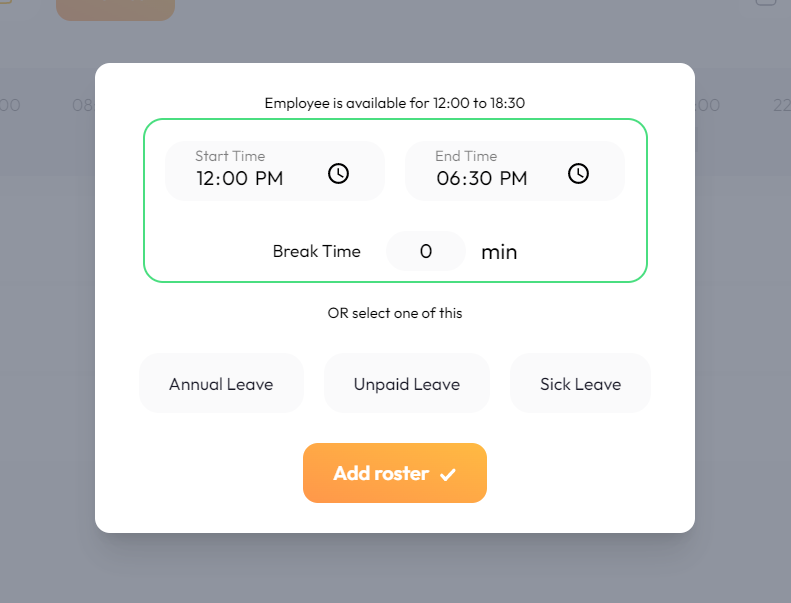 00
08
00
22
Employee is available for 12:00 to 18:30
Start Time
12:00 PM
End Time
06:30 PM
Break Time 0 min
OR select one of this
Annual Leave Unpaid Leave Sick Leave
Add roster